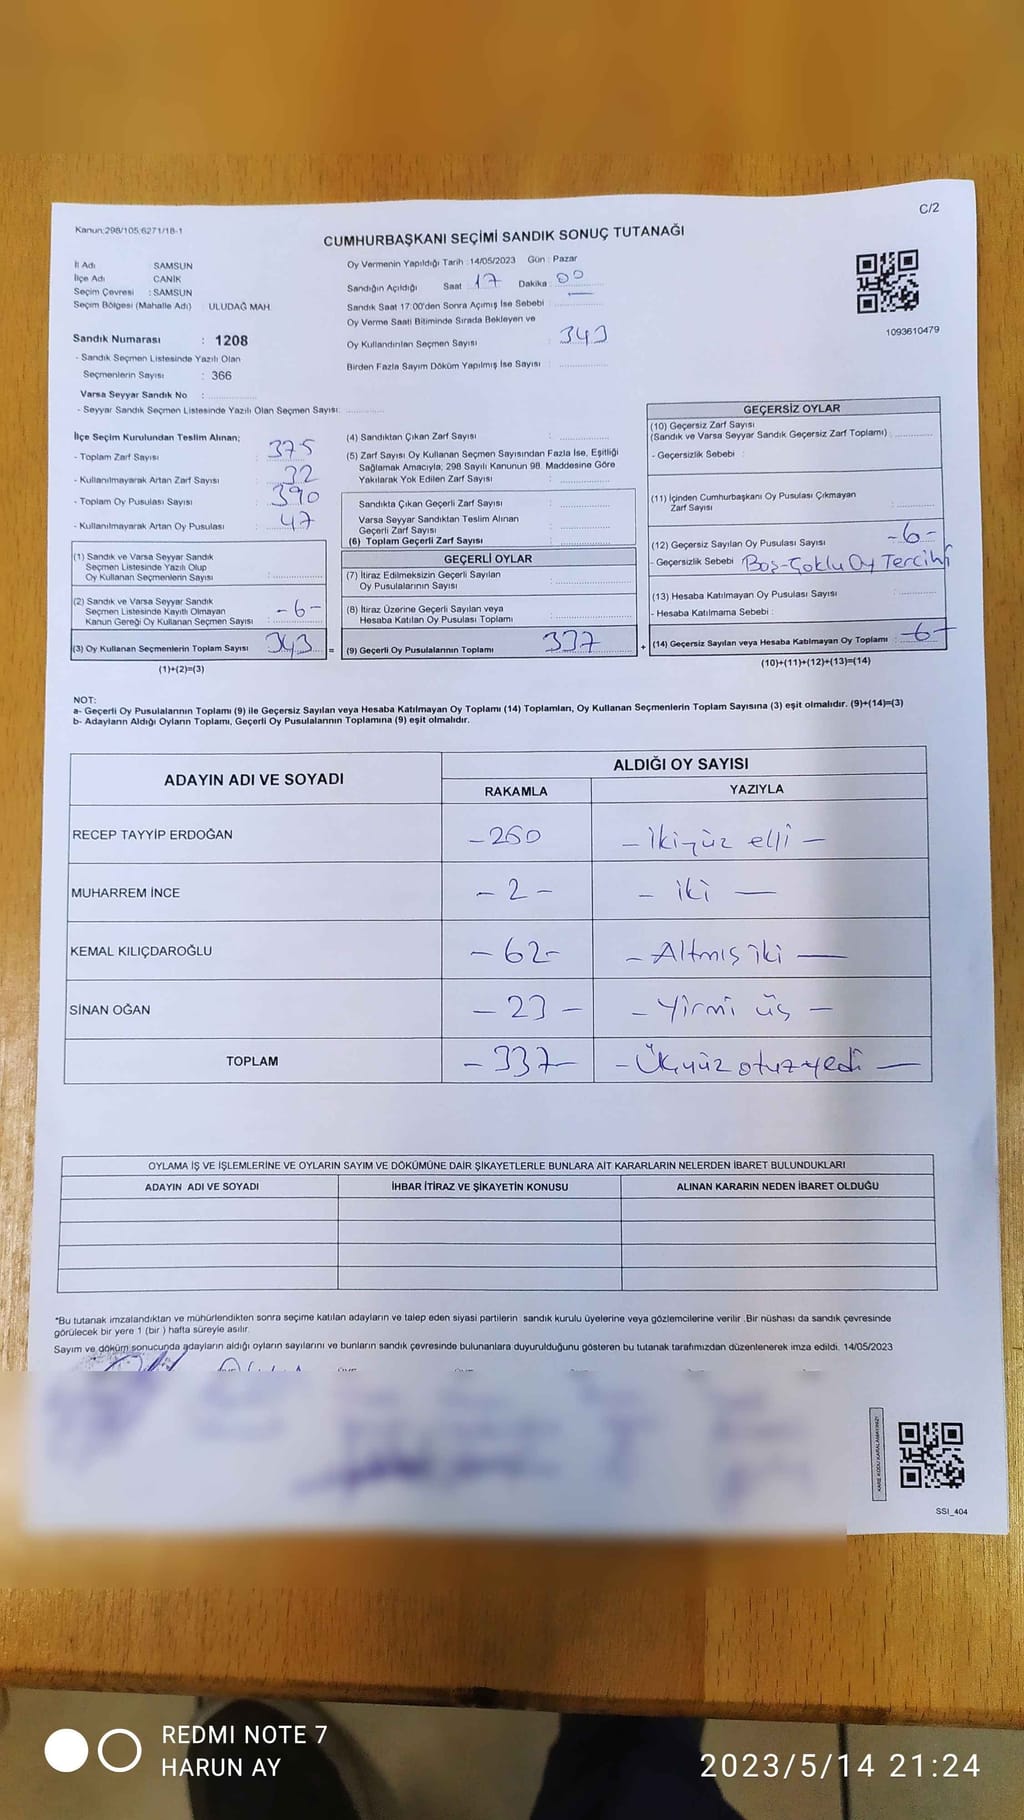 C/2
Kanun:298/105;6271/18-1
CUMHURBAŞKANI SEÇİMİ SANDIK SONUÇ TUTANAĞI
İl Adı : SAMSUN
İlçe Adı : CANİK
Seçim Çevresi : SAMSUN
Seçim Bölgesi (Mahalle Adı) : ULUDAĞ MAH.
Sandık Numarası : 1208
- Sandık Seçmen Listesinde Yazılı Olan
Seçmenlerin Sayısı : 366
Varsa Seyyar Sandık No :
- Seyyar Sandık Seçmen Listesinde Yazılı Olan Seçmen Sayısı:
Oy Vermenin Yapıldığı Tarih :14/05/2023 Gün : Pazar
Sandığın Açıldığı Saat 17 Dakika : 00
Sandık Saat 17:00'den Sonra Açımış İse Sebebi :
Oy Verme Saati Bitiminde Sırada Bekleyen ve
Oy Kullandırılan Seçmen Sayısı : 343
Birden Fazla Sayım Döküm Yapılmış İse Sayısı :
1093610479
İlçe Seçim Kurulundan Teslim Alınan;
- Toplam Zarf Sayısı : 375
- Kullanılmayarak Artan Zarf Sayısı : 32
- Toplam Oy Pusulası Sayısı : 390
- Kullanılmayarak Artan Oy Pusulası : 47
(1) Sandık ve Varsa Seyyar Sandık
Seçmen Listesinde Yazılı Olup
Oy Kullanan Seçmenlerin Sayısı :
(2) Sandık ve Varsa Seyyar Sandık
Seçmen Listesinde Kayıtlı Olmayan
Kanun Gereği Oy Kullanan Seçmen Sayısı : -6-
(3) Oy Kullanan Seçmenlerin Toplam Sayısı : 343 =
(1)+(2)=(3)
(4) Sandıktan Çıkan Zarf Sayısı :
(5) Zarf Sayısı Oy Kullanan Seçmen Sayısından Fazla İse, Eşitliği
Sağlamak Amacıyla; 298 Sayılı Kanunun 98. Maddesine Göre
Yakılarak Yok Edilen Zarf Sayısı :
Sandıkta Çıkan Geçerli Zarf Sayısı :
Varsa Seyyar Sandıktan Teslim Alınan
Geçerli Zarf Sayısı :
(6) Toplam Geçerli Zarf Sayısı :
GEÇERLİ OYLAR
(7) İtiraz Edilmeksizin Geçerli Sayılan
Oy Pusulalarının Sayısı :
(8) İtiraz Üzerine Geçerli Sayılan veya
Hesaba Katılan Oy Pusulası Toplamı :
(9) Geçerli Oy Pusulalarının Toplamı 337 +
GEÇERSİZ OYLAR
(10) Geçersiz Zarf Sayısı
(Sandık ve Varsa Seyyar Sandık Geçersiz Zarf Toplamı) :
- Geçersizlik Sebebi :
(11) İçinden Cumhurbaşkanı Oy Pusulası Çıkmayan
Zarf Sayısı :
(12) Geçersiz Sayılan Oy Pusulası Sayısı -6-
- Geçersizlik Sebebi Boş-Çoklu Oy Tercihi
(13) Hesaba Katılmayan Oy Pusulası Sayısı :
- Hesaba Katılmama Sebebi :
(14) Geçersiz Sayılan veya Hesaba Katılmayan Oy Toplamı : -6-
(10)+(11)+(12)+(13)=(14)
NOT:
a- Geçerli Oy Pusulalarının Toplamı (9) ile Geçersiz Sayılan veya Hesaba Katılmayan Oy Toplamı (14) Toplamları, Oy Kullanan Seçmenlerin Toplam Sayısına (3) eşit olmalıdır. (9)+(14)=(3)
b- Adayların Aldığı Oyların Toplamı, Geçerli Oy Pusulalarının Toplamına (9) eşit olmalıdır.
ADAYIN ADI VE SOYADI
ALDIĞI OY SAYISI
RAKAMLA YAZIYLA
RECEP TAYYİP ERDOĞAN -250 - ikiyüz elli -
MUHARREM İNCE -2- - iki -
KEMAL KILIÇDAROĞLU -62- - Altmış iki -
SİNAN OĞAN -23- - Yirmi üç -
TOPLAM -337- - Üçyüz otuz yedi -
OYLAMA İŞ VE İŞLEMLERİNE VE OYLARIN SAYIM VE DÖKÜMÜNE DAİR ŞİKAYETLERLE BUNLARA AİT KARARLARIN NELERDEN İBARET BULUNDUKLARI
ADAYIN ADI VE SOYADI İHBAR İTİRAZ VE ŞİKAYETİN KONUSU ALINAN KARARIN NEDEN İBARET OLDUĞU
*Bu tutanak imzalandıktan ve mühürlendikten sonra seçime katılan adayların ve talep eden siyasi partilerin sandık kurulu üyelerine veya gözlemcilerine verilir .Bir nüshası da sandık çevresinde
görülecek bir yere 1 (bir ) hafta süreyle asılır.
Sayım ve döküm sonucunda adayların aldığı oyların sayılarını ve bunların sandık çevresinde bulunanlara duyurulduğunu gösteren bu tutanak tarafımızdan düzenlenerek imza edildi. 14/05/2023
KARE KODU KARALAMAYINIZ!
SSI_404
REDMI NOTE 7
HARUN AY
2023/5/14 21:24